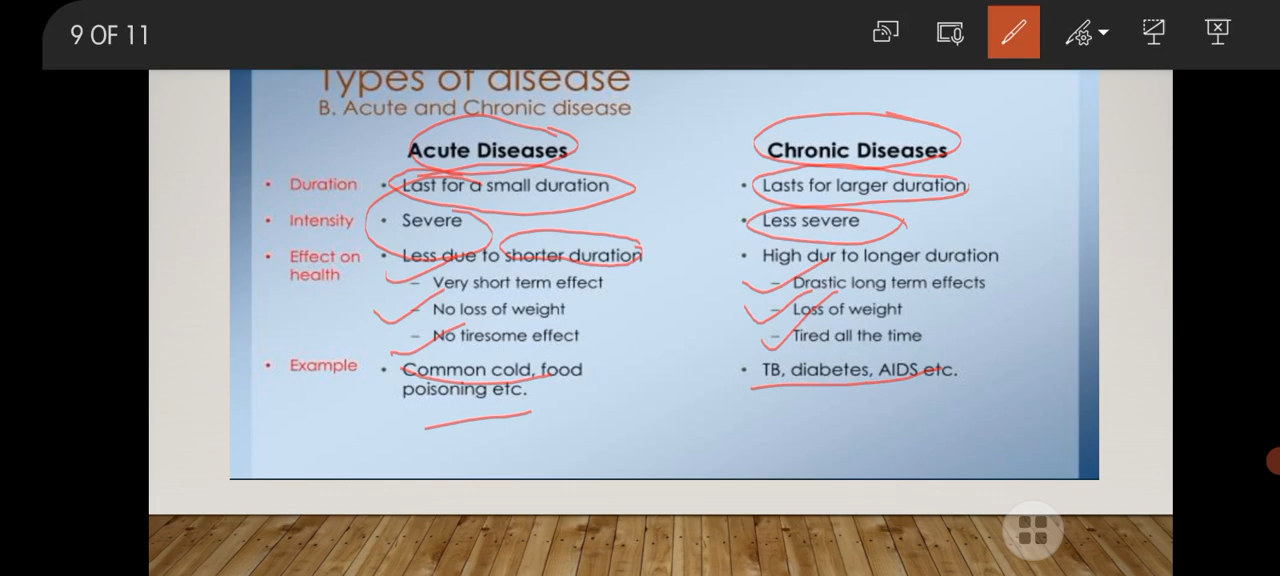 9 OF 11
Types of disease
B. Acute and Chronic disease
Acute Diseases Chronic Diseases
• Duration • Last for a small duration • Lasts for larger duration
• Intensity • Severe • Less severe
• Effect on health • Less due to shorter duration • High dur to longer duration
– Very short term effect – Drastic long term effects
– No loss of weight – Loss of weight
– No tiresome effect – Tired all the time
• Example • Common cold, food • TB, diabetes, AIDS etc.
poisoning etc.